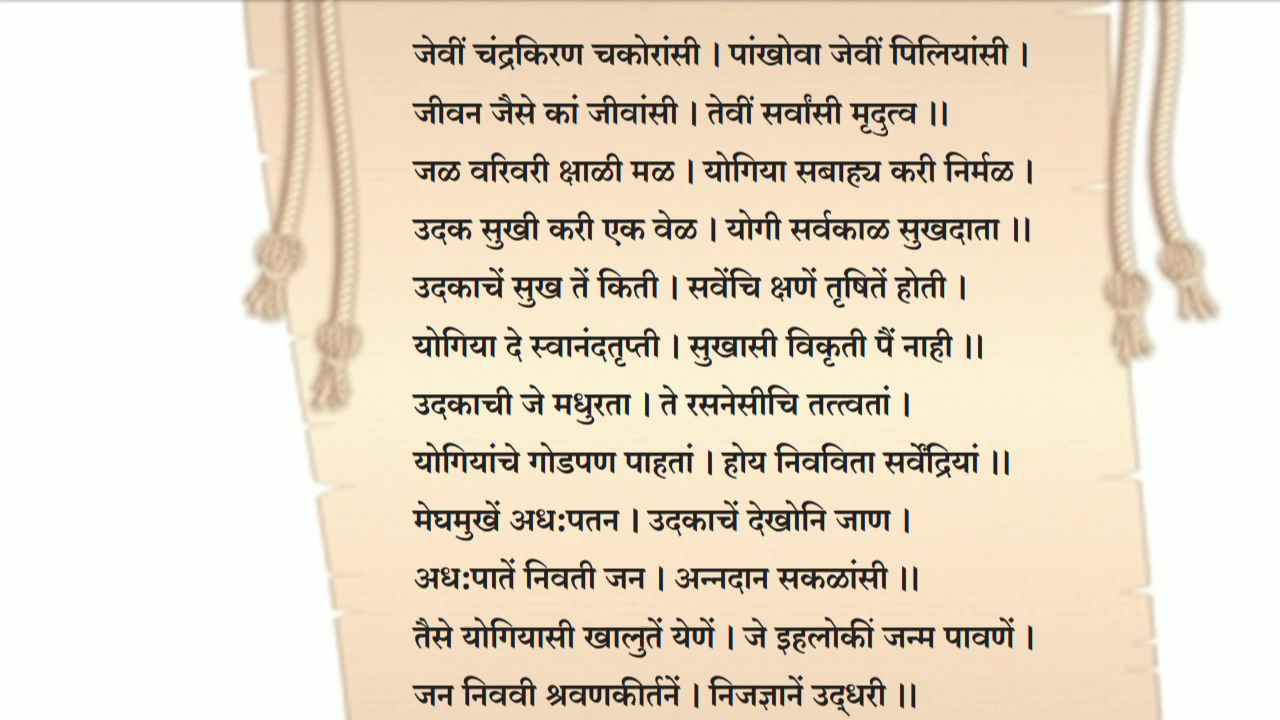 जेवीं चंद्रकिरण चकोरांसी । पांखोवा जेवीं पिलियांसी ।
जीवन जैसे कां जीवांसी । तेवीं सर्वांसी मृदुत्व ।।
जळ वरिवरी क्षाळी मळ । योगिया सबाह्य करी निर्मळ ।
उदक सुखी करी एक वेळ । योगी सर्वकाळ सुखदाता ।।
उदकाचें सुख तें किती । सवेंचि क्षणें तृषितें होती ।
योगिया दे स्वानंदतृप्ती । सुखासी विकृती पैं नाही ।।
उदकाची जे मधुरता । ते रसनेसीचि तत्त्वतां ।
योगियांचे गोडपण पाहतां । होय निवविता सर्वेंद्रियां ।।
मेघमुखें अध:पतन । उदकाचें देखोनि जाण ।
अध:पातें निवती जन । अन्नदान सकळांसी ।।
तैसे योगियासी खालुतें येणें । जे इहलोकीं जन्म पावणें ।
जन निववी श्रवणकीर्तनें । निजज्ञानें उद्‌धरी ।।